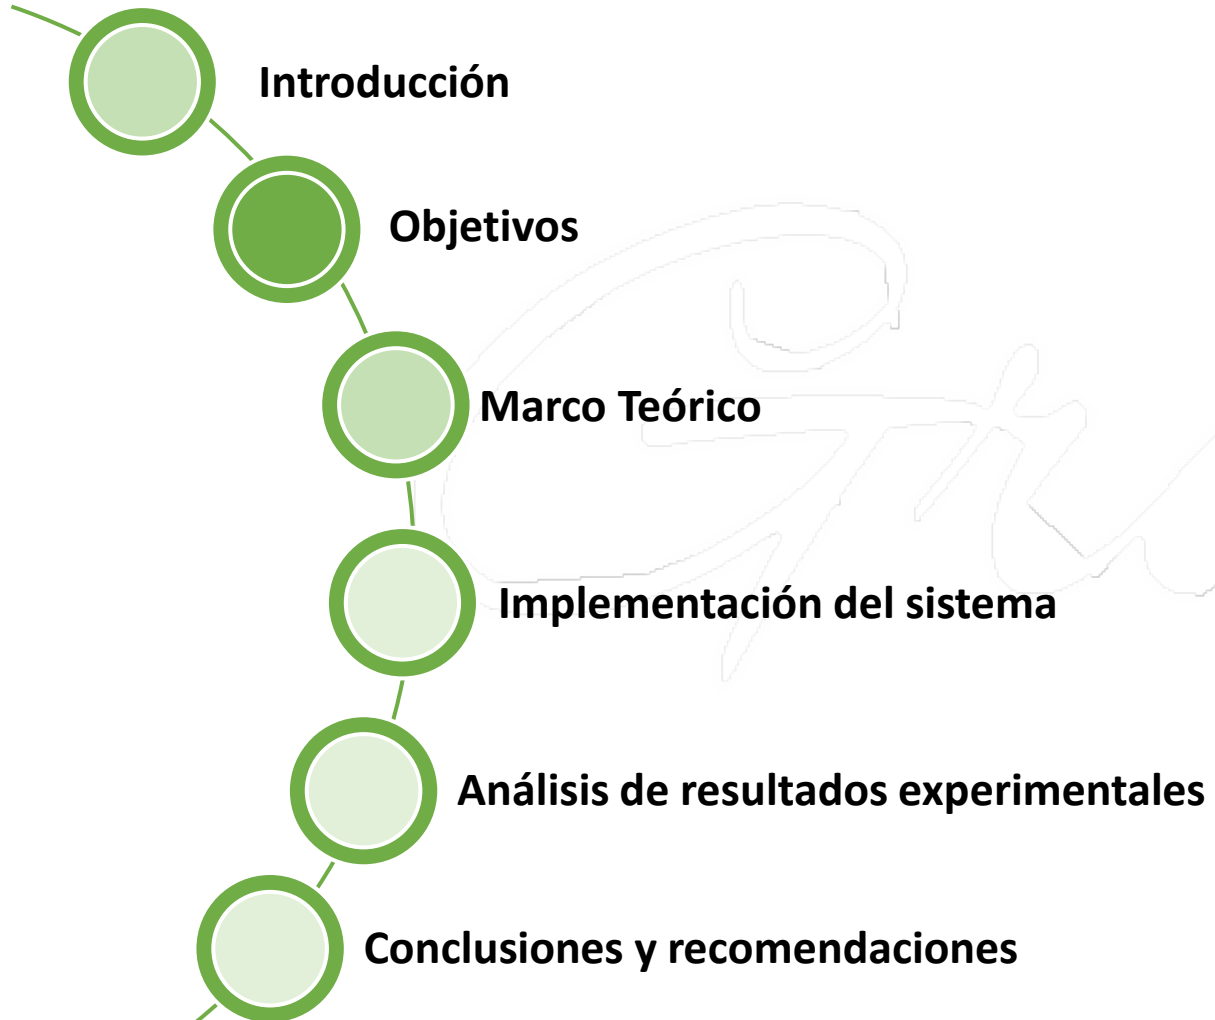 Introducción
Objetivos
Marco Teórico
Implementación del sistema
Análisis de resultados experimentales
Conclusiones y recomendaciones